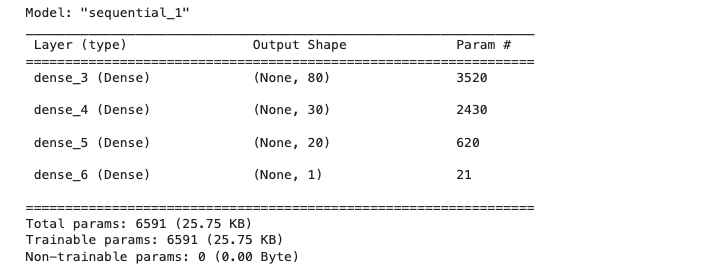 Model: "sequential_1"
_________________________________________________________________
Layer (type)                Output Shape              Param #
=================================================================
dense_3 (Dense)             (None, 80)                3520
dense_4 (Dense)             (None, 30)                2430
dense_5 (Dense)             (None, 20)                620
dense_6 (Dense)             (None, 1)                 21
=================================================================
Total params: 6591 (25.75 KB)
Trainable params: 6591 (25.75 KB)
Non-trainable params: 0 (0.00 Byte)